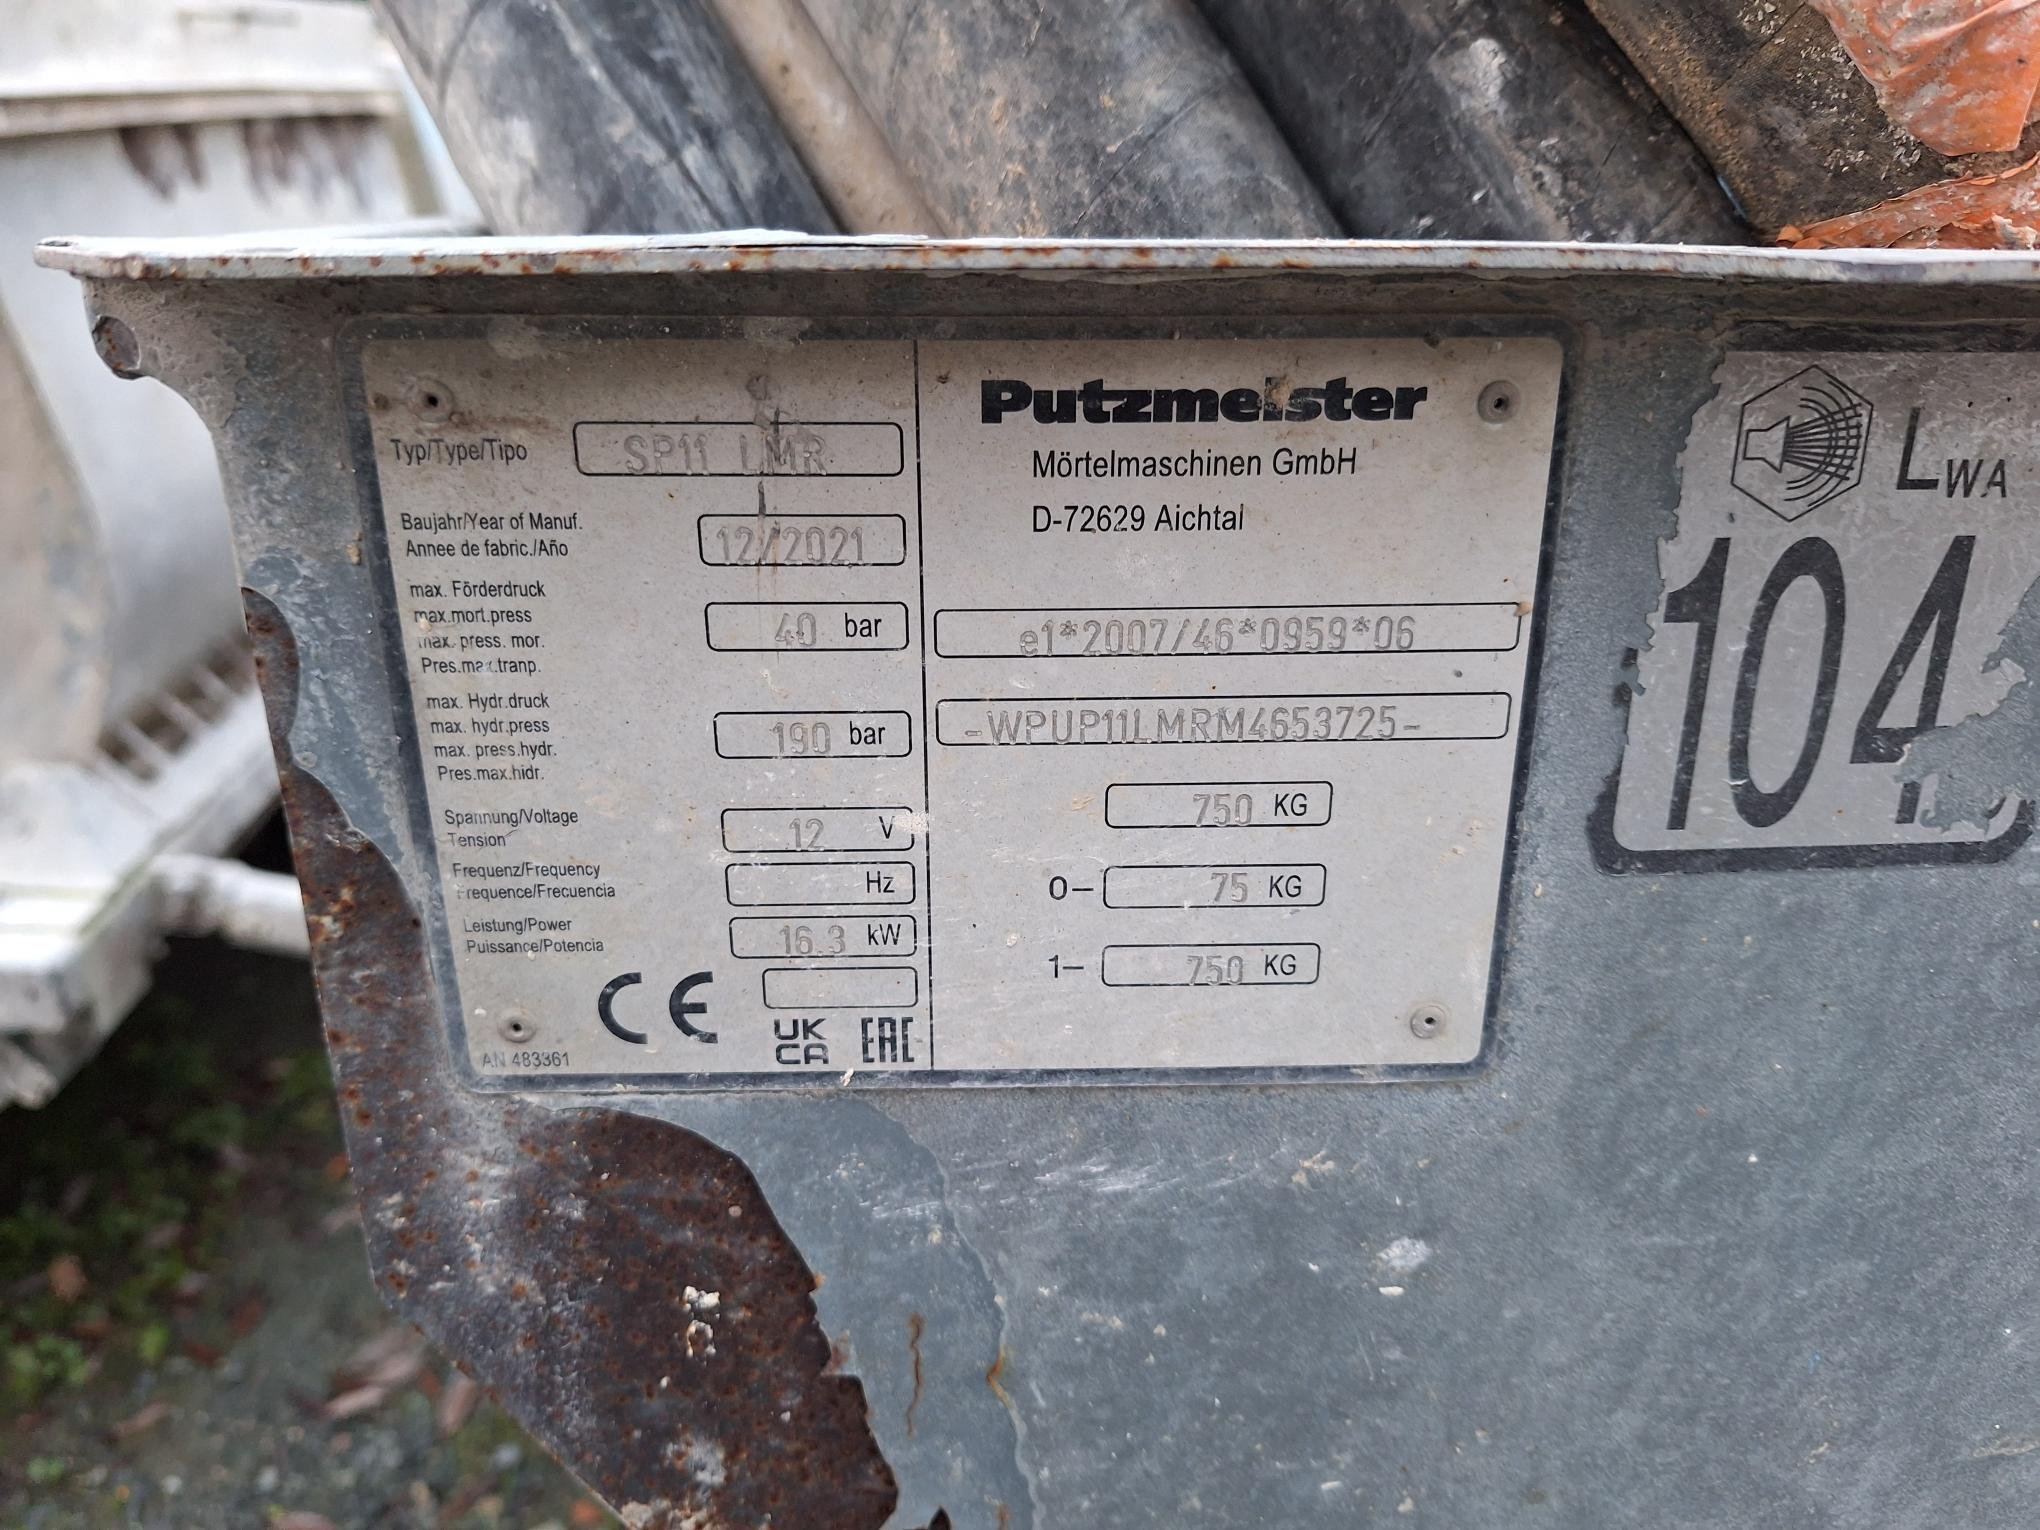 Typ/Type/Tipo SP11 LMR
Baujahr/Year of Manuf.
Annee de fabric./Año 12/2021
max. Förderdruck
max.mort.press
max. press. mor.
Pres.max.tranp.
40 bar
max. Hydr.druck
max. hydr.press
max. press.hydr.
Pres.max.hidr.
190 bar
Spannung/Voltage
Tension
12 V
Frequenz/Frequency
Frequence/Frecuencia
Hz
Leistung/Power
Puissance/Potencia
16.3 kW
CE
UK
CA
EAC
AN 483361
Putzmeister
Mörtelmaschinen GmbH
D-72629 Aichtal
e1*2007/46*0959*06
-WPUP11LMRM4653725-
750 KG
0– 75 KG
1– 750 KG
LWA
104